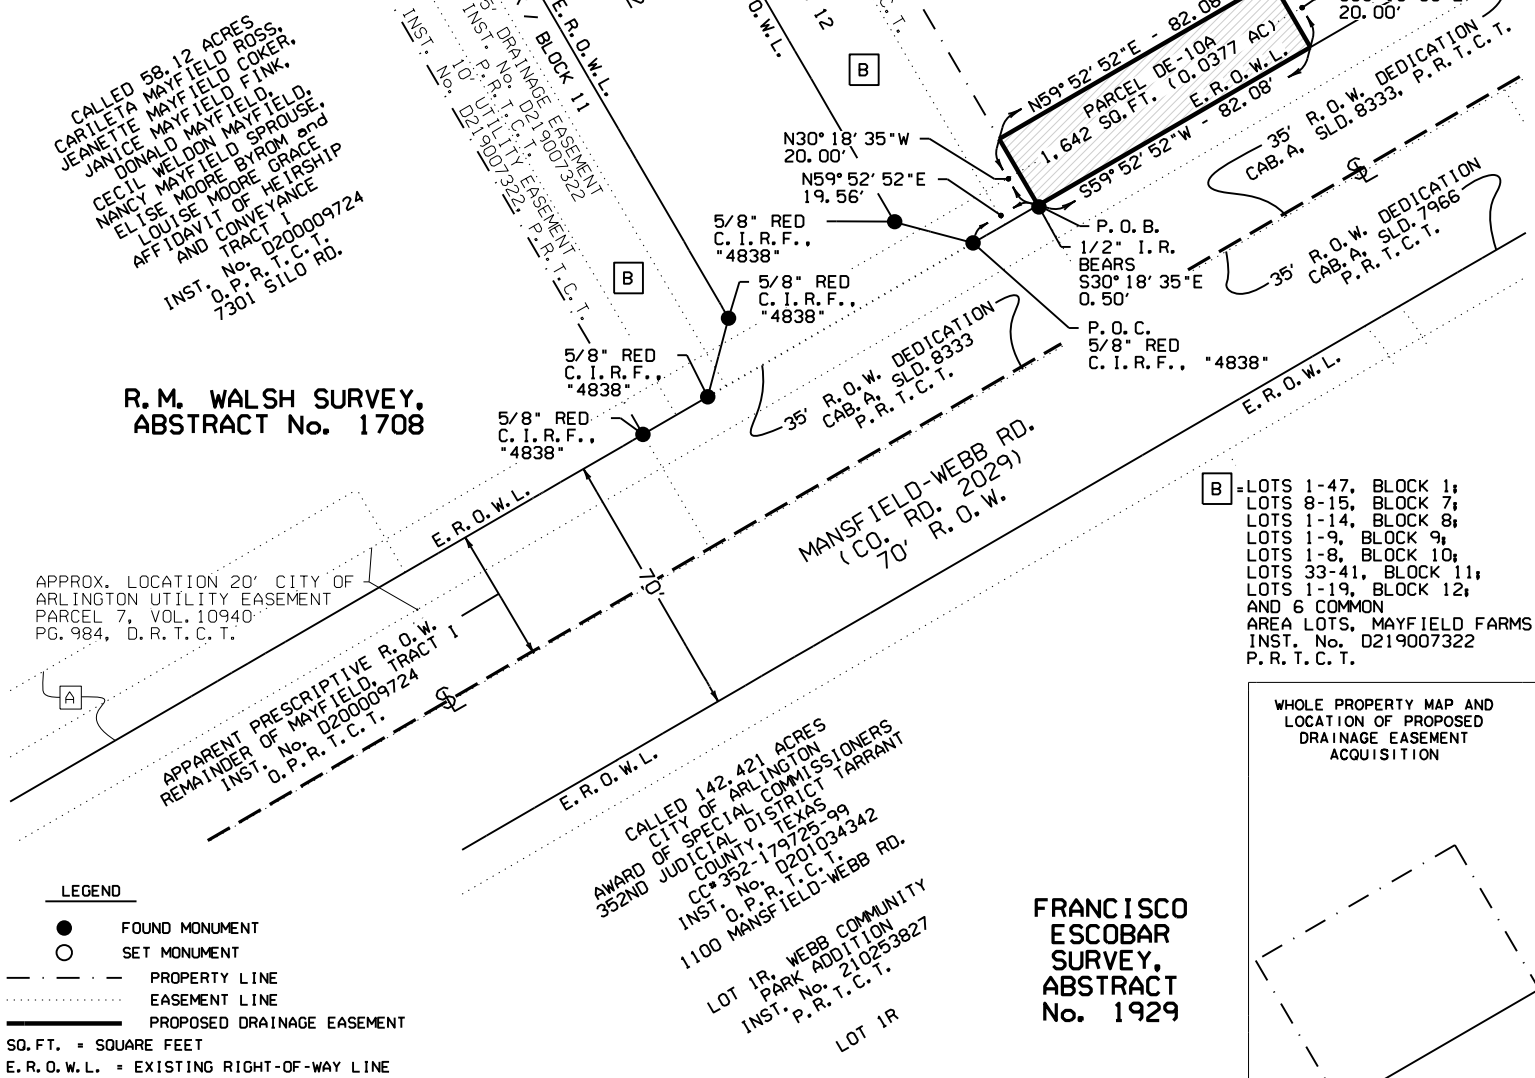 CALLED 58.12 ACRES
CARILETA MAYFIELD ROSS,
JEANETTE MAYFIELD COKER,
JANICE MAYFIELD FINK,
DONALD MAYFIELD,
CECIL WELDON MAYFIELD,
NANCY MAYFIELD SPROUSE,
ELISE MOORE BYROM and
LOUISE MOORE GRACE
AFFIDAVIT OF HEIRSHIP
AND CONVEYANCE
TRACT I
INST. No. D200009724
O.P.R.T.C.T.
7301 SILO RD.
INST. No. D219007322
P.R.T.C.T.
10' UTILITY EASEMENT
INST. No. D219007322, P.R.T.C.T.
DRAINAGE EASEMENT
/ BLOCK 11
E.R.O.W.L.
O.W.L.
12
C.T.
B
N59°52'52"E - 82.08'
PARCEL DE-10A
1,642 SQ.FT. (0.0377 AC)
E.R.O.W.L.
S59°52'52"W - 82.08'
20.00'
N30°18'35"W
20.00'
N59°52'52"E
19.56'
5/8" RED
C.I.R.F.,
"4838"
5/8" RED
C.I.R.F.,
"4838"
B
5/8" RED
C.I.R.F.,
"4838"
5/8" RED
C.I.R.F.,
"4838"
P.O.B.
1/2" I.R.
BEARS
S30°18'35"E
0.50'
P.O.C.
5/8" RED
C.I.R.F., "4838"
35' R.O.W. DEDICATION
CAB.A, SLD.8333, P.R.T.C.T.
35' R.O.W. DEDICATION
CAB.A, SLD.7966
P.R.T.C.T.
35' R.O.W. DEDICATION
CAB.A, SLD.8333
P.R.T.C.T.
E.R.O.W.L.
R.M. WALSH SURVEY,
ABSTRACT No. 1708
MANSFIELD-WEBB RD.
(CO. RD. 2029)
70' R.O.W.
E.R.O.W.L.
70'
APPROX. LOCATION 20' CITY OF
ARLINGTON UTILITY EASEMENT
PARCEL 7, VOL.10940
PG.984, D.R.T.C.T.
A
APPARENT PRESCRIPTIVE R.O.W.
REMAINDER OF MAYFIELD, TRACT I
INST. No. D200009724
O.P.R.T.C.T.
E.R.O.W.L.
B =LOTS 1-47, BLOCK 1;
LOTS 8-15, BLOCK 7;
LOTS 1-14, BLOCK 8;
LOTS 1-9, BLOCK 9;
LOTS 1-8, BLOCK 10;
LOTS 33-41, BLOCK 11;
LOTS 1-19, BLOCK 12;
AND 6 COMMON
AREA LOTS, MAYFIELD FARMS
INST. No. D219007322
P.R.T.C.T.
WHOLE PROPERTY MAP AND
LOCATION OF PROPOSED
DRAINAGE EASEMENT
ACQUISITION
CALLED 142.421 ACRES
CITY OF ARLINGTON
AWARD OF SPECIAL COMMISSIONERS
352ND JUDICIAL DISTRICT TARRANT
COUNTY, TEXAS
CC#352-179725-99
INST. No. D201034342
O.P.R.T.C.T.
1100 MANSFIELD-WEBB RD.
LOT 1R, WEBB COMMUNITY
PARK ADDITION
INST. No. 210253827
P.R.T.C.T.
LOT 1R
FRANCISCO
ESCOBAR
SURVEY,
ABSTRACT
No. 1929
LEGEND
FOUND MONUMENT
SET MONUMENT
PROPERTY LINE
EASEMENT LINE
PROPOSED DRAINAGE EASEMENT
SQ.FT. = SQUARE FEET
E.R.O.W.L. = EXISTING RIGHT-OF-WAY LINE